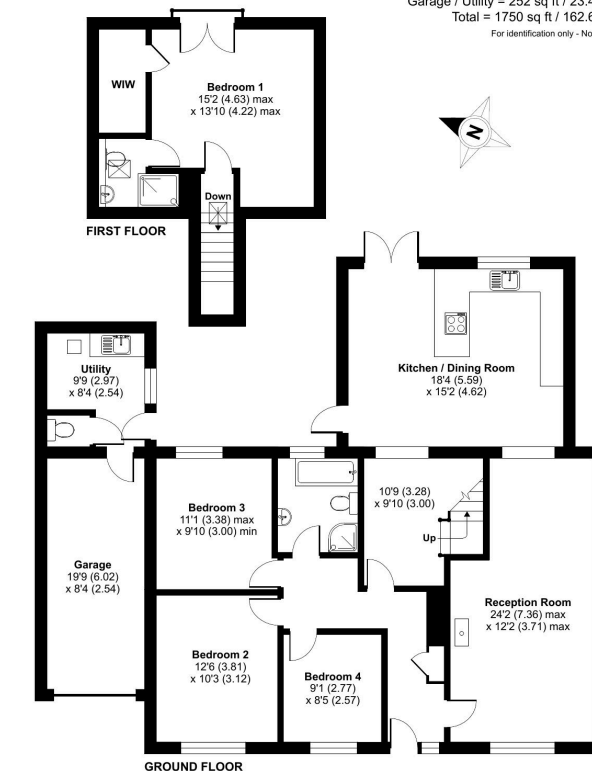 Garage / Utility = 252 sq ft / 23.4
Total = 1750 sq ft / 162.6
For identification only - No
WIW
Bedroom 1
15'2 (4.63) max
x 13'10 (4.22) max
N
Down
FIRST FLOOR
Utility
9'9 (2.97)
x 8'4 (2.54)
Kitchen / Dining Room
18'4 (5.59)
x 15'2 (4.62)
Bedroom 3
11'1 (3.38) max
x 9'10 (3.00) min
10'9 (3.28)
x 9'10 (3.00)
Up
Garage
19'9 (6.02)
x 8'4 (2.54)
Reception Room
24'2 (7.36) max
x 12'2 (3.71) max
Bedroom 2
12'6 (3.81)
x 10'3 (3.12)
Bedroom 4
9'1 (2.77)
x 8'5 (2.57)
GROUND FLOOR